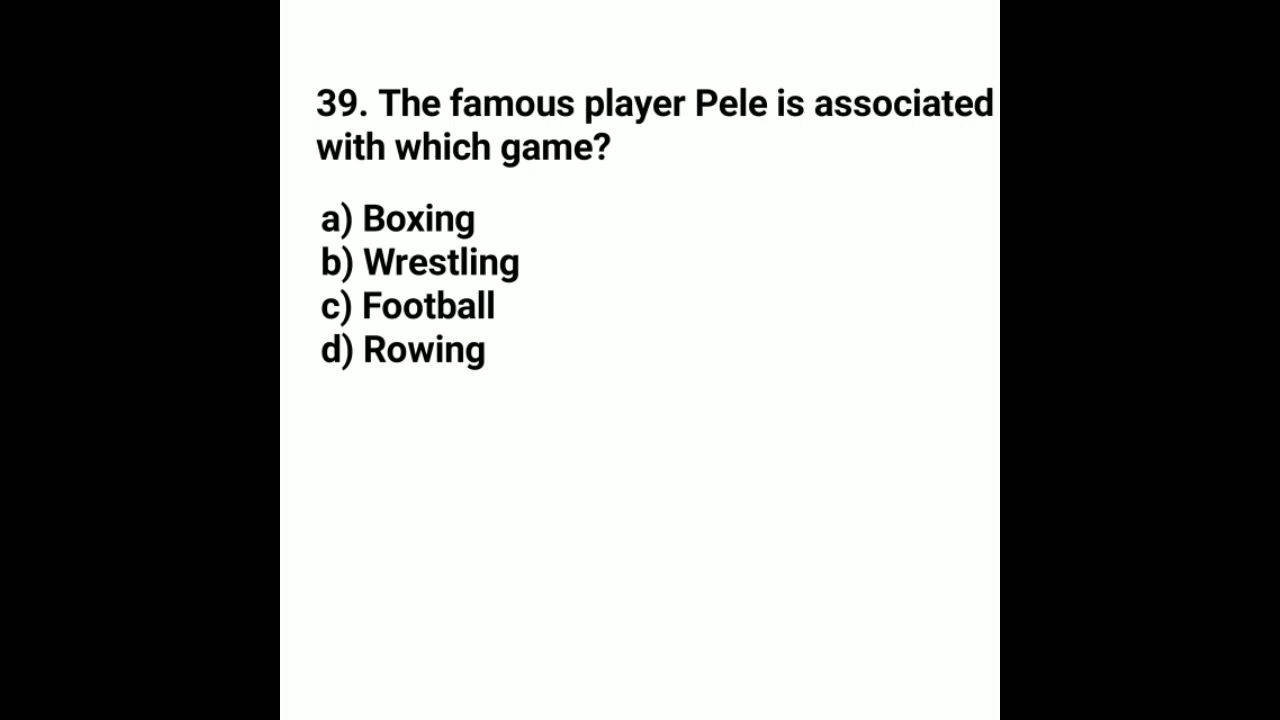 39. The famous player Pele is associated
with which game?
a) Boxing
b) Wrestling
c) Football
d) Rowing